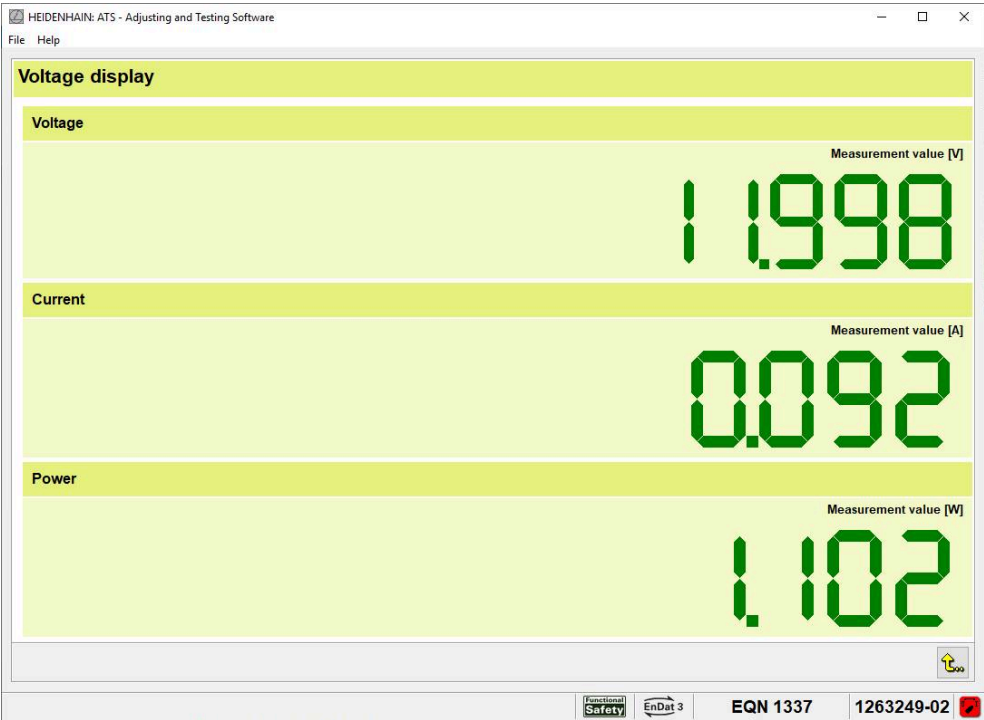 HEIDENHAIN: ATS - Adjusting and Testing Software
File Help
Voltage display
Voltage
Measurement value [V]
11.998
Current
Measurement value [A]
0.092
Power
Measurement value [W]
1.102
Functional Safety EnDat 3 EQN 1337 1263249-02